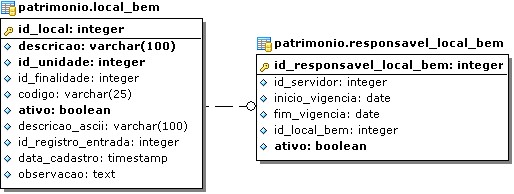 patrimonio.local_bem
id_local: integer
descricao: varchar(100)
id_unidade: integer
id_finalidade: integer
codigo: varchar(25)
ativo: boolean
descricao_ascii: varchar(100)
id_registro_entrada: integer
data_cadastro: timestamp
observacao: text
patrimonio.responsavel_local_bem
id_responsavel_local_bem: integer
id_servidor: integer
inicio_vigencia: date
fim_vigencia: date
id_local_bem: integer
ativo: boolean